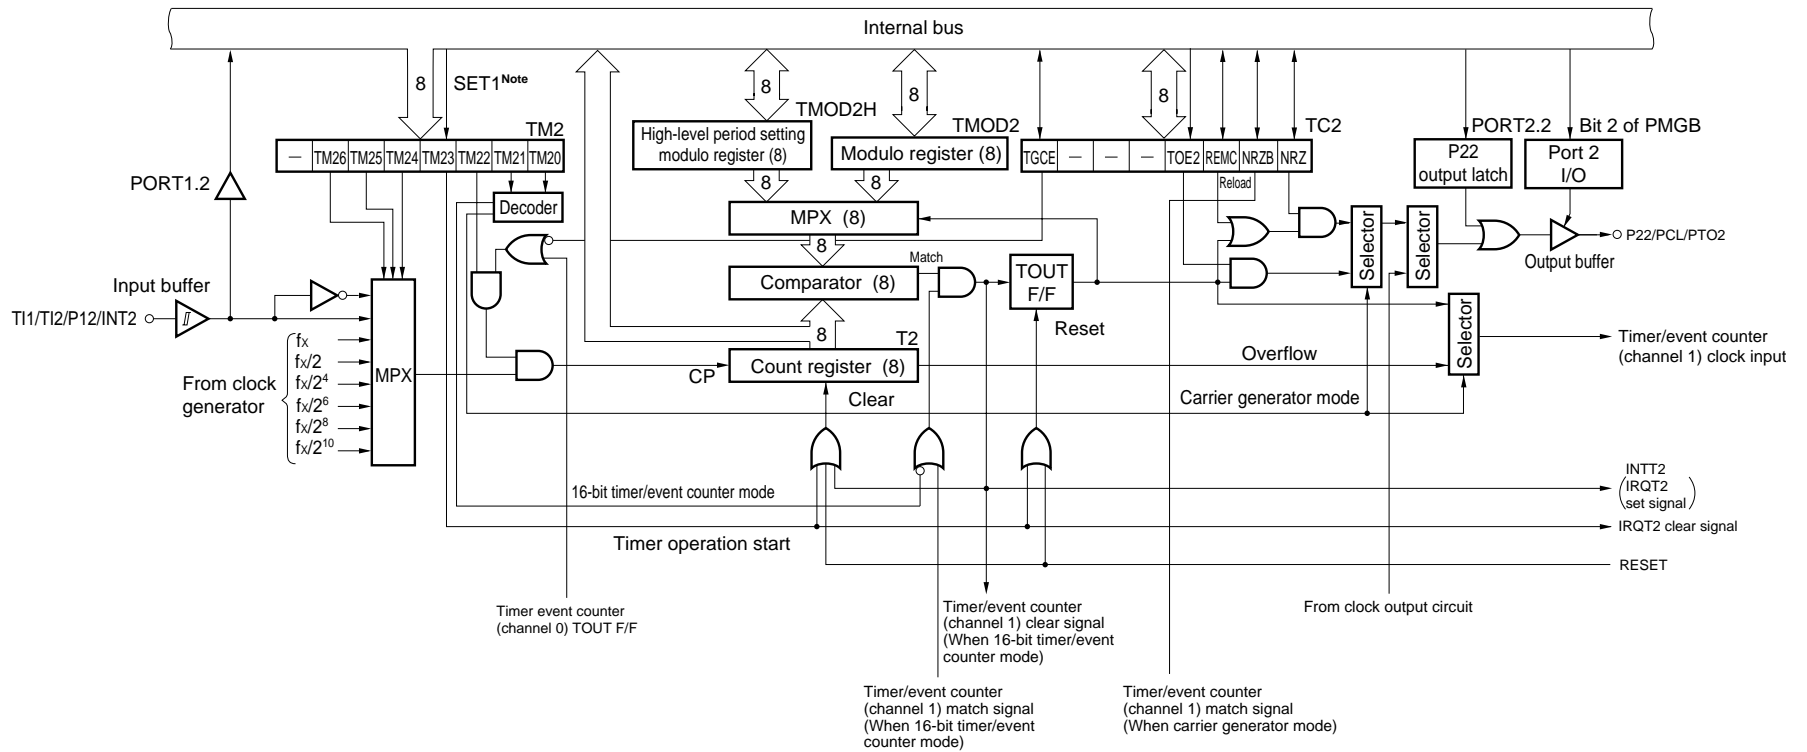 Internal bus
8
SET1Note
8
8
8
TM2
TMOD2H
TMOD2
TC2
PORT2.2
Bit 2 of PMGB
— TM26 TM25 TM24 TM23 TM22 TM21 TM20
High-level period setting
modulo register (8)
Modulo register (8)
TGCE — — — TOE2 REMC NRZB NRZ
P22
output latch
Port 2
I/O
PORT1.2
Decoder
8
8
Reload
MPX (8)
8
Selector
Selector
P22/PCL/PTO2
Output buffer
Match
Comparator (8)
TOUT
F/F
Input buffer
TI1/TI2/P12/INT2
8
T2
Reset
Selector
Timer/event counter
(channel 1) clock input
From clock
generator
fX
fX/2
fX/2⁴
fX/2⁶
fX/2⁸
fX/2¹⁰
MPX
CP
Count register (8)
Overflow
Clear
Carrier generator mode
16-bit timer/event counter mode
INTT2
(IRQT2
set signal)
Timer operation start
IRQT2 clear signal
RESET
Timer event counter
(channel 0) TOUT F/F
Timer/event counter
(channel 1) clear signal
(When 16-bit timer/event
counter mode)
From clock output circuit
Timer/event counter
(channel 1) match signal
(When 16-bit timer/event
counter mode)
Timer/event counter
(channel 1) match signal
(When carrier generator mode)